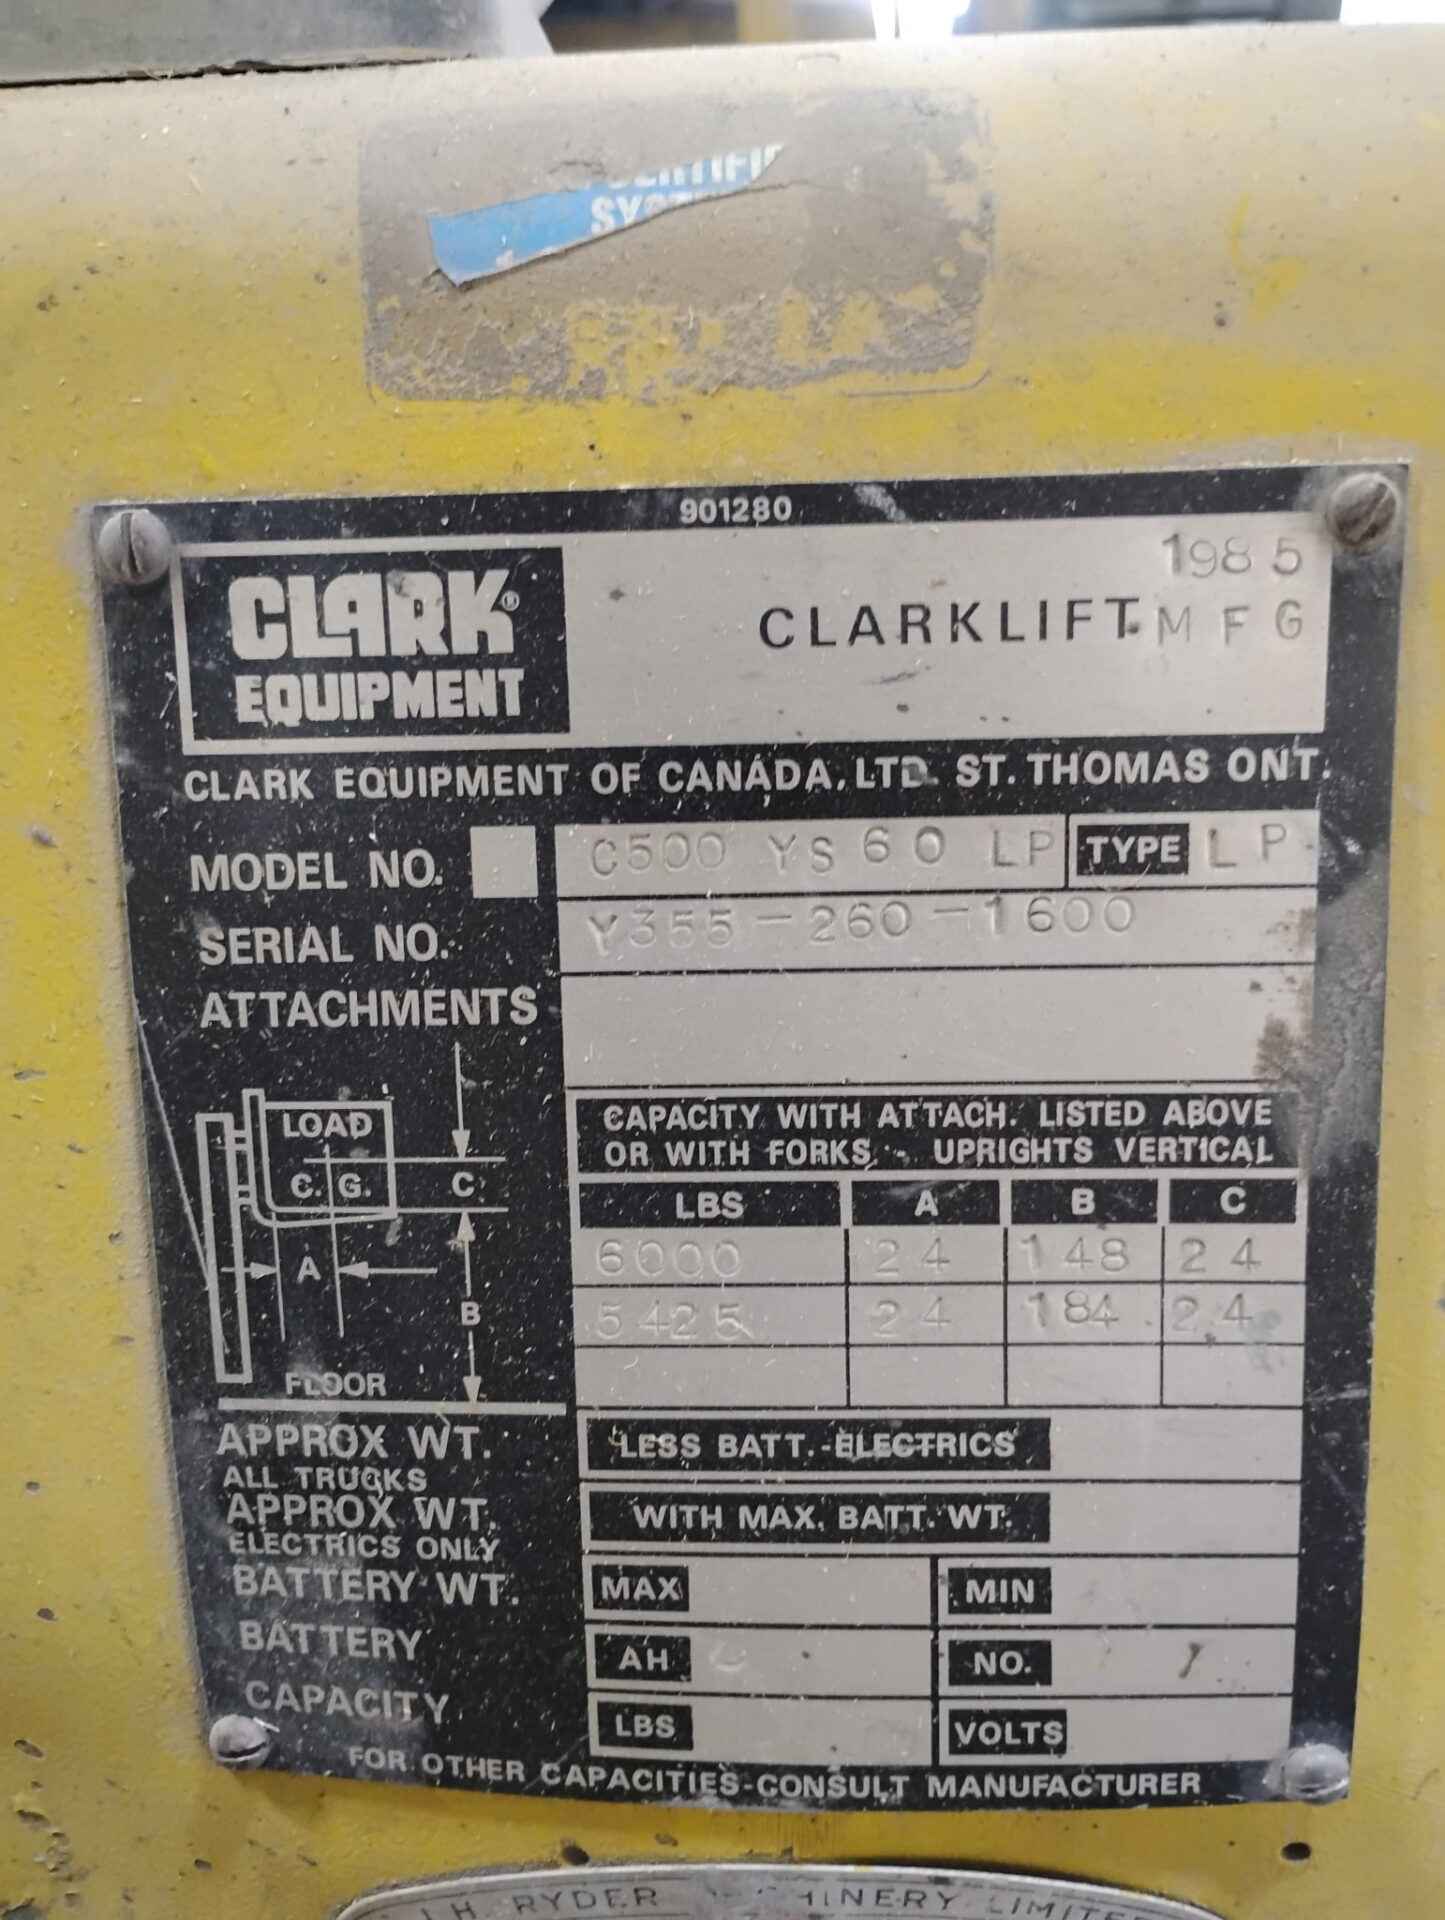 SYST
901280
CLARK®
EQUIPMENT
CLARKLIFT
1985
MFG
CLARK EQUIPMENT OF CANADA, LTD. ST. THOMAS ONT.
MODEL NO. C500 YS 60 LP TYPE LP
SERIAL NO. Y355-260-1600
ATTACHMENTS
CAPACITY WITH ATTACH. LISTED ABOVE
OR WITH FORKS - UPRIGHTS VERTICAL
LOAD
C. G.
C
A
B
FLOOR
LBS A B C
6000 24 148 24
5425 24 184 24
APPROX WT.
ALL TRUCKS
LESS BATT.-ELECTRICS
APPROX WT.
ELECTRICS ONLY
WITH MAX. BATT. WT.
BATTERY WT. MAX MIN
BATTERY
CAPACITY
AH NO.
LBS VOLTS
FOR OTHER CAPACITIES-CONSULT MANUFACTURER
RYDER LIMITED